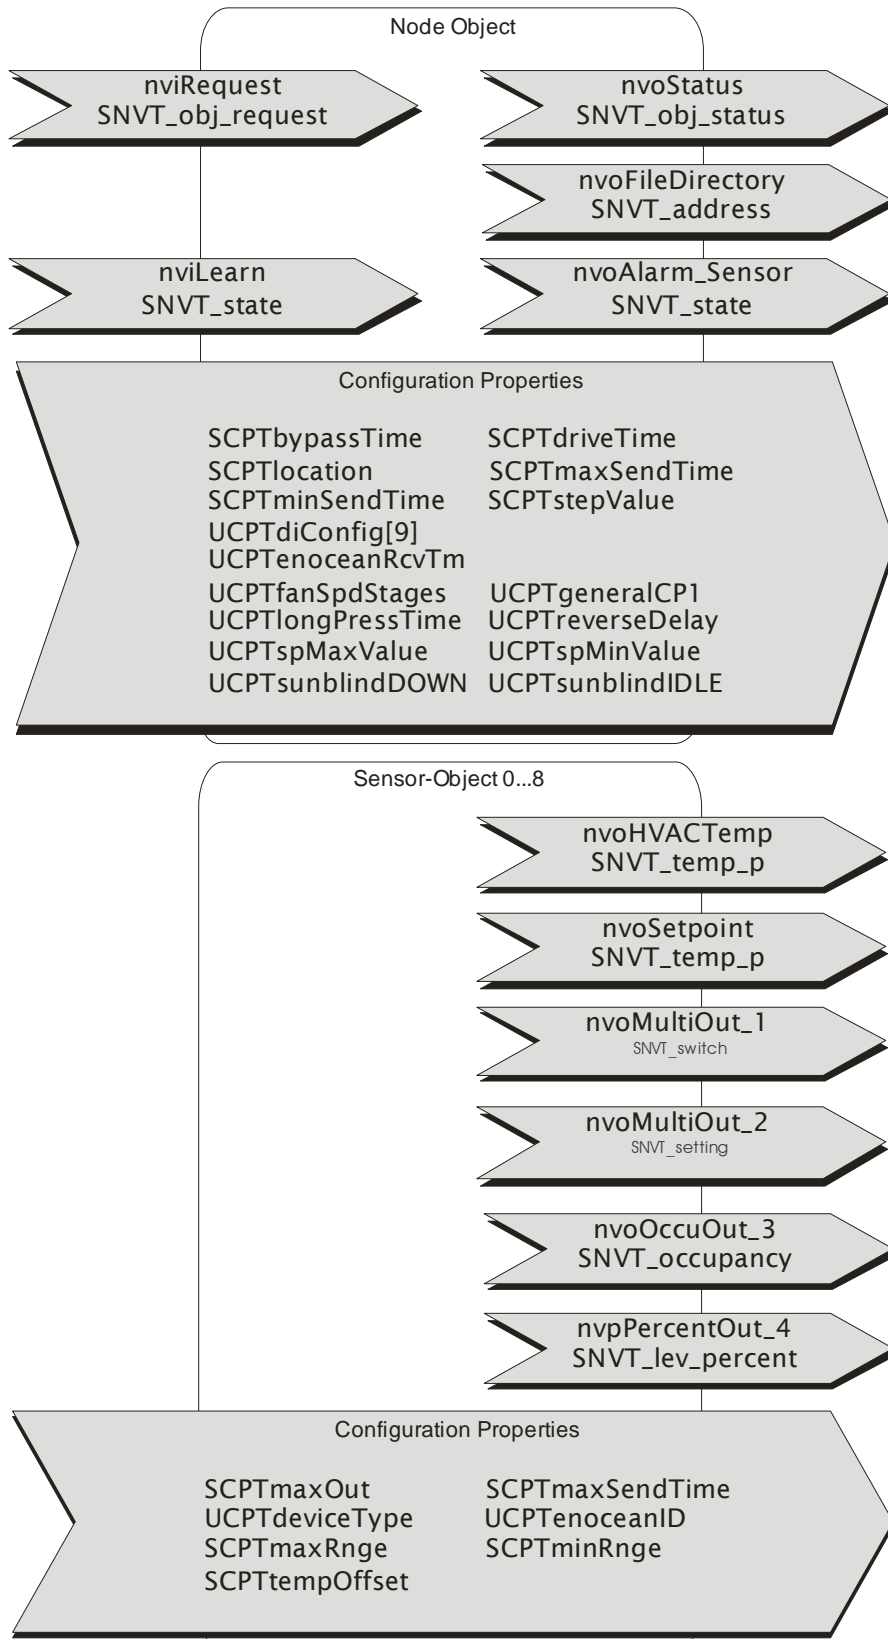 Node Object
nviRequest
SNVT_obj_request
nvoStatus
SNVT_obj_status
nvoFileDirectory
SNVT_address
nviLearn
SNVT_state
nvoAlarm_Sensor
SNVT_state
Configuration Properties
SCPTbypassTime SCPTdriveTime
SCPTlocation SCPTmaxSendTime
SCPTminSendTime SCPTstepValue
UCPTdiConfig[9]
UCPTenoceanRcvTm
UCPTfanSpdStages UCPTgeneralCP1
UCPTlongPressTime UCPTreverseDelay
UCPTspMaxValue UCPTspMinValue
UCPTsunblindDOWN UCPTsunblindIDLE
Sensor-Object 0...8
nvoHVACTemp
SNVT_temp_p
nvoSetpoint
SNVT_temp_p
nvoMultiOut_1
SNVT_switch
nvoMultiOut_2
SNVT_setting
nvoOccuOut_3
SNVT_occupancy
nvpPercentOut_4
SNVT_lev_percent
Configuration Properties
SCPTmaxOut SCPTmaxSendTime
UCPTdeviceType UCPTenoceanID
SCPTmaxRnge SCPTminRnge
SCPTtempOffset